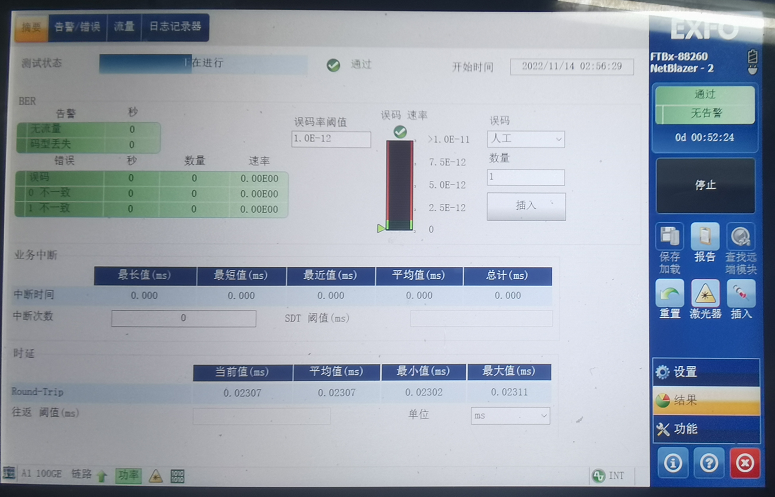 摘要 告警/错误 流量 日志记录器
EXFO
FTBx-88260
NetBlazer - 2
测试状态 正在进行 通过 开始时间 2022/11/14 02:56:29
通过
无告警
0d 00:52:24
BER
告警 秒
无流量 0
码型丢失 0
错误 秒 数量 速率
误码 0 0 0.00E00
0 不一致 0 0 0.00E00
1 不一致 0 0 0.00E00
误码率阈值
1.0E-12
误码 速率
>1.0E-11
7.5E-12
5.0E-12
2.5E-12
0
误码
人工
数量
1
插入
停止
保存
加载
报告
查找远
端模块
重置 激光器 插入
业务中断
最长值(ms) 最短值(ms) 最近值(ms) 平均值(ms) 总计(ms)
中断时间 0.000 0.000 0.000 0.000 0.000
中断次数 0 SDT 阈值(ms)
时延
当前值(ms) 平均值(ms) 最小值(ms) 最大值(ms)
Round-Trip 0.02307 0.02307 0.02302 0.02311
往返 阈值(ms) 单位 ms
设置
结果
功能
A1 100GE 链路 功率 INT